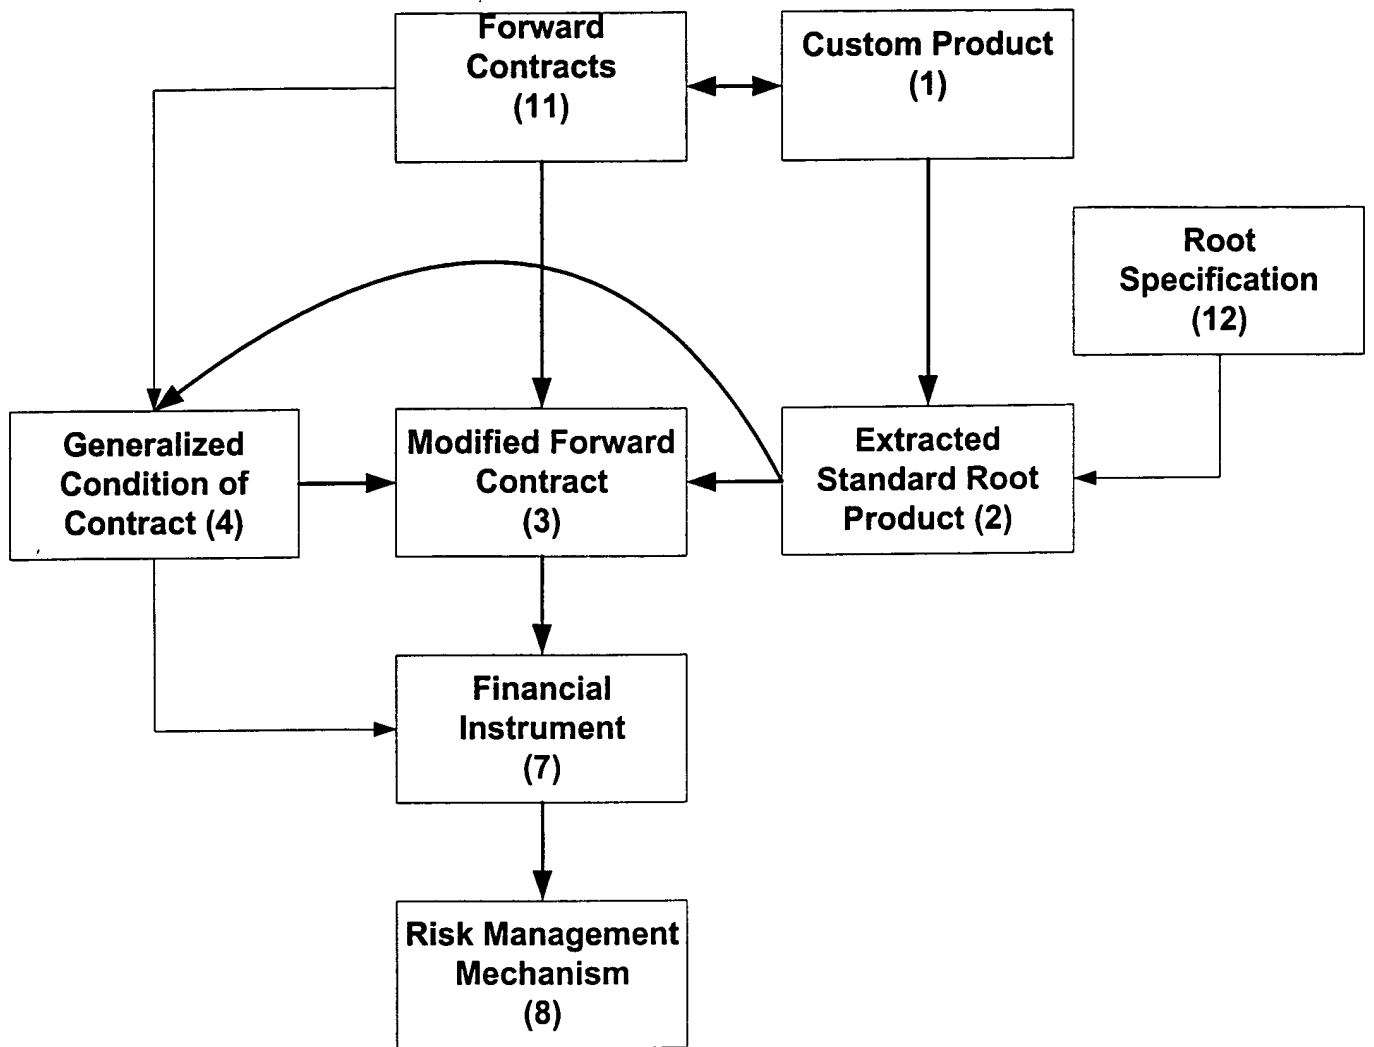 Forward
Contracts
(11)
Custom Product
(1)
Root
Specification
(12)
Generalized
Condition of
Contract (4)
Modified Forward
Contract
(3)
Extracted
Standard Root
Product (2)
Financial
Instrument
(7)
Risk Management
Mechanism
(8)